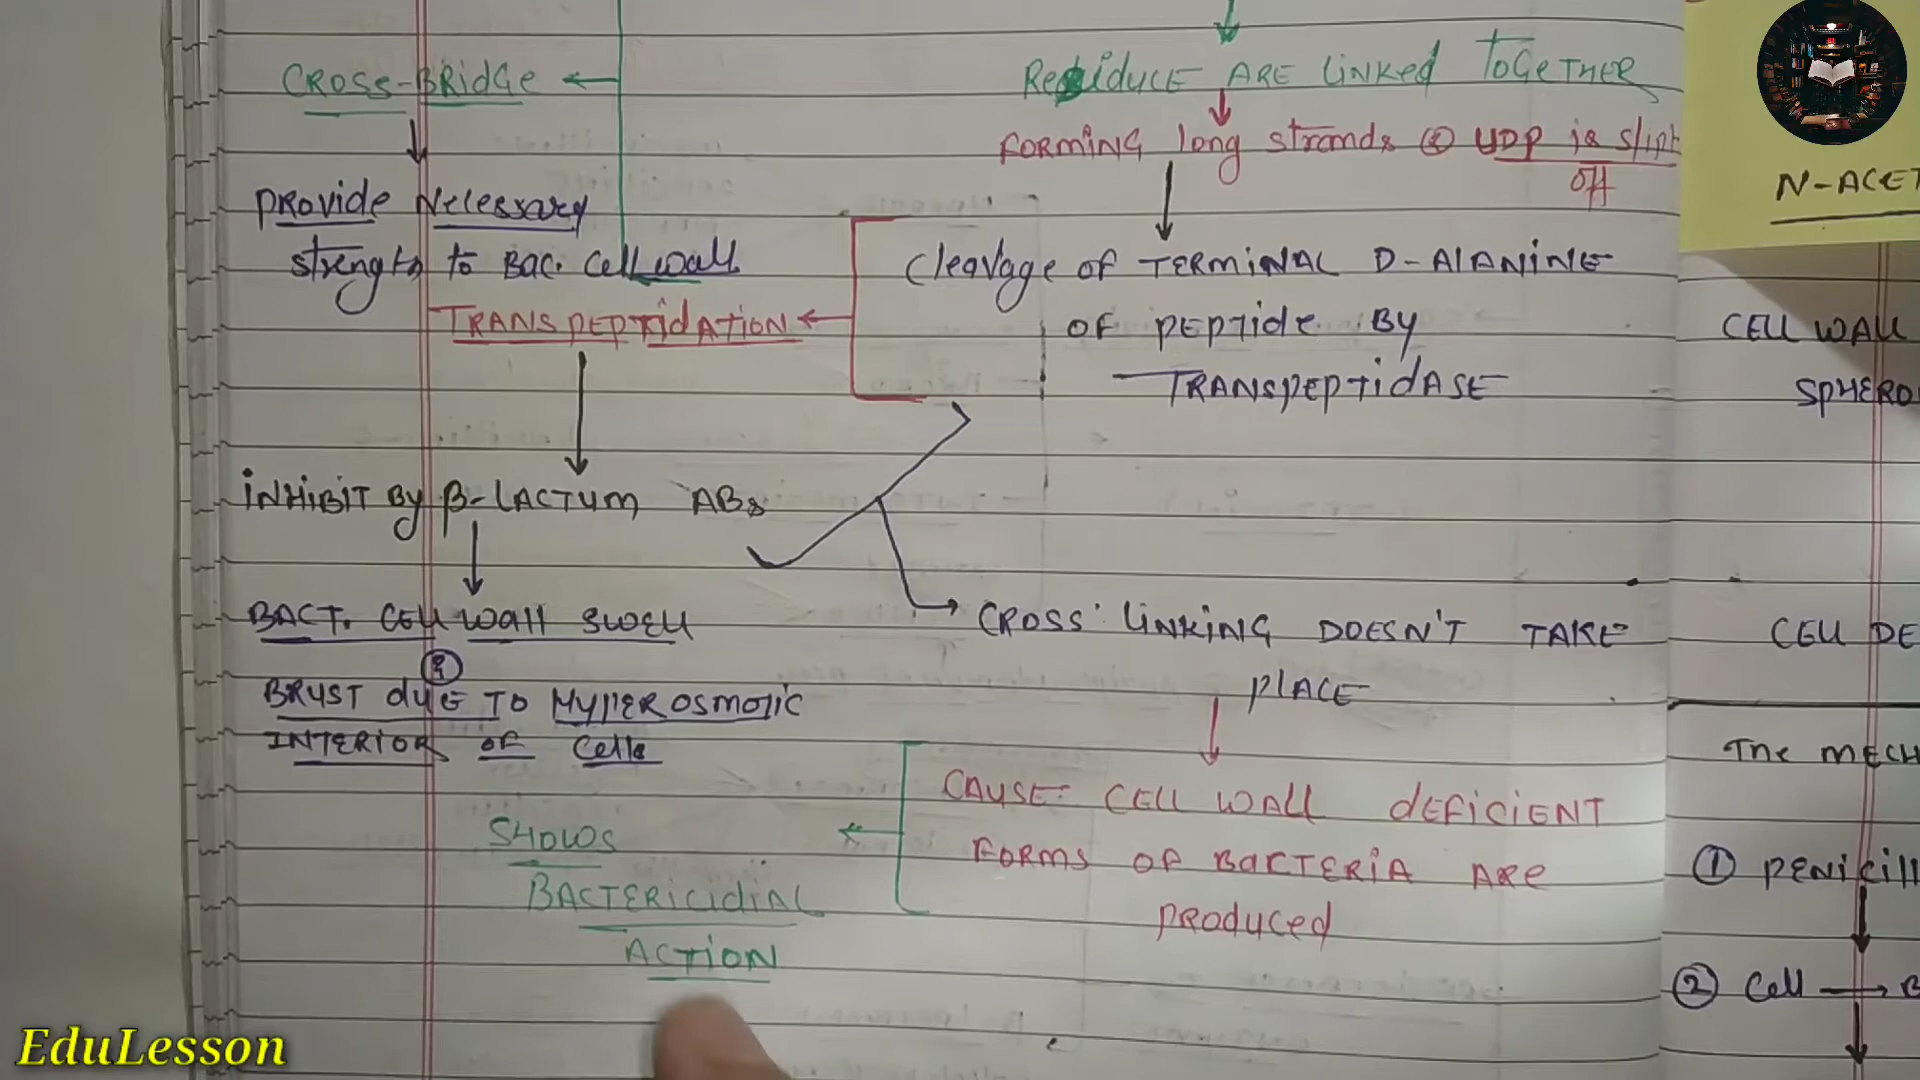 CROSS-BRIDGE
PROVIDE NECESSARY
STRENGTH TO BAC. CELL WALL
TRANSPEPTIDATION
INHIBIT BY β-LACTUM ABs
BACT. CELL WALL SWELL
&
BRUST DUE TO HYPEROSMOTIC
INTERIOR OF Cells
SHOWS
BACTERICIDIAL
ACTION
RESIDUCE ARE LINKED TOGETHER
FORMING long strands & UDP is slipt
off
Cleavage OF TERMINAL D-ALANINE
OF PEPTIDE BY
TRANSPEPTIDASE
CROSS LINKING DOESN'T TAKE
PLACE
CAUSE CELL WALL DEFICIENT
FORMS OF BACTERIA ARE
PRODUCED
N-ACET
CELL WALL
SPHERO
CELL DE
THE MECH
① PENICILL
② Cell → B
EduLesson